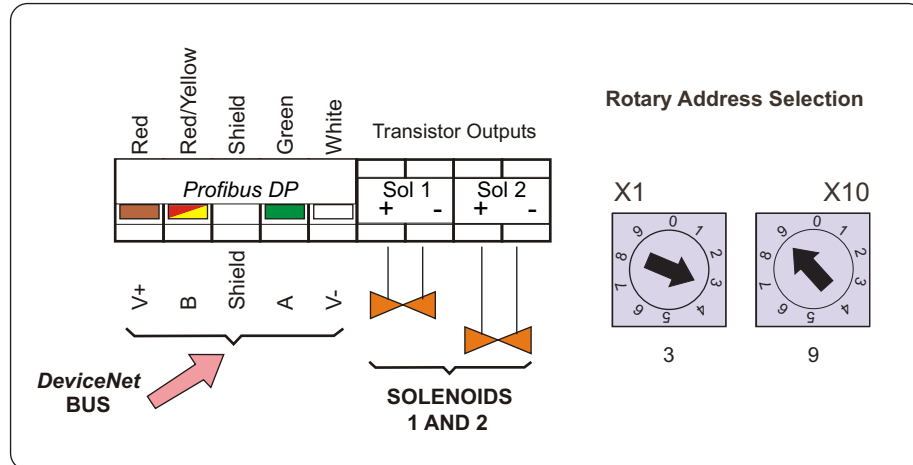 Red
Red/Yellow
Shield
Green
White
Transistor Outputs
Profibus DP
Sol 1
Sol 2
+ - + -
V+
B
Shield
A
V-
DeviceNet
BUS
SOLENOIDS
1 AND 2
Rotary Address Selection
X1
0 1 2 3 4 5 6 7 8 9
3
X10
0 1 2 3 4 5 6 7 8 9
9